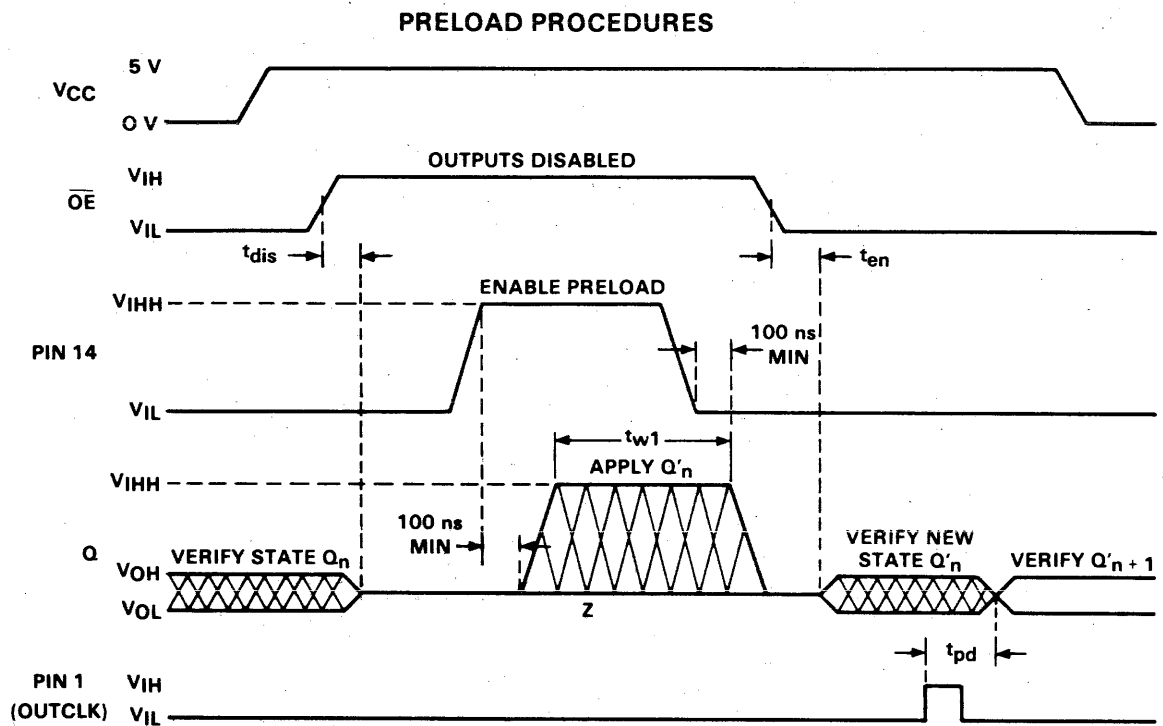 PRELOAD PROCEDURES
5 V
VCC
0 V
VIH
OUTPUTS DISABLED
OE
VIL
tdis
ten
VIHH
ENABLE PRELOAD
PIN 14
100 ns
MIN
VIL
tw1
APPLY Q'n
VIHH
100 ns
MIN
Q
VERIFY STATE Qn
VOH
VOL
Z
VERIFY NEW
STATE Q'n
VERIFY Q'n + 1
tpd
PIN 1
(OUTCLK)
VIH
VIL